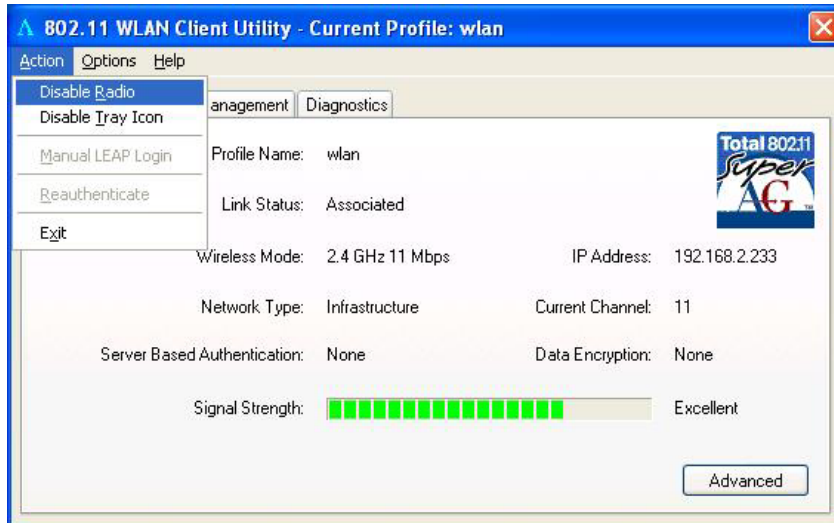 802.11 WLAN Client Utility - Current Profile: wlan
Action Options Help
Disable Radio
Disable Tray Icon
Manual LEAP Login
Reauthenticate
Exit
anagement Diagnostics
Profile Name: wlan
Total 802.11
Super
AG
Link Status: Associated
Wireless Mode: 2.4 GHz 11 Mbps IP Address: 192.168.2.233
Network Type: Infrastructure Current Channel: 11
Server Based Authentication: None Data Encryption: None
Signal Strength: Excellent
Advanced